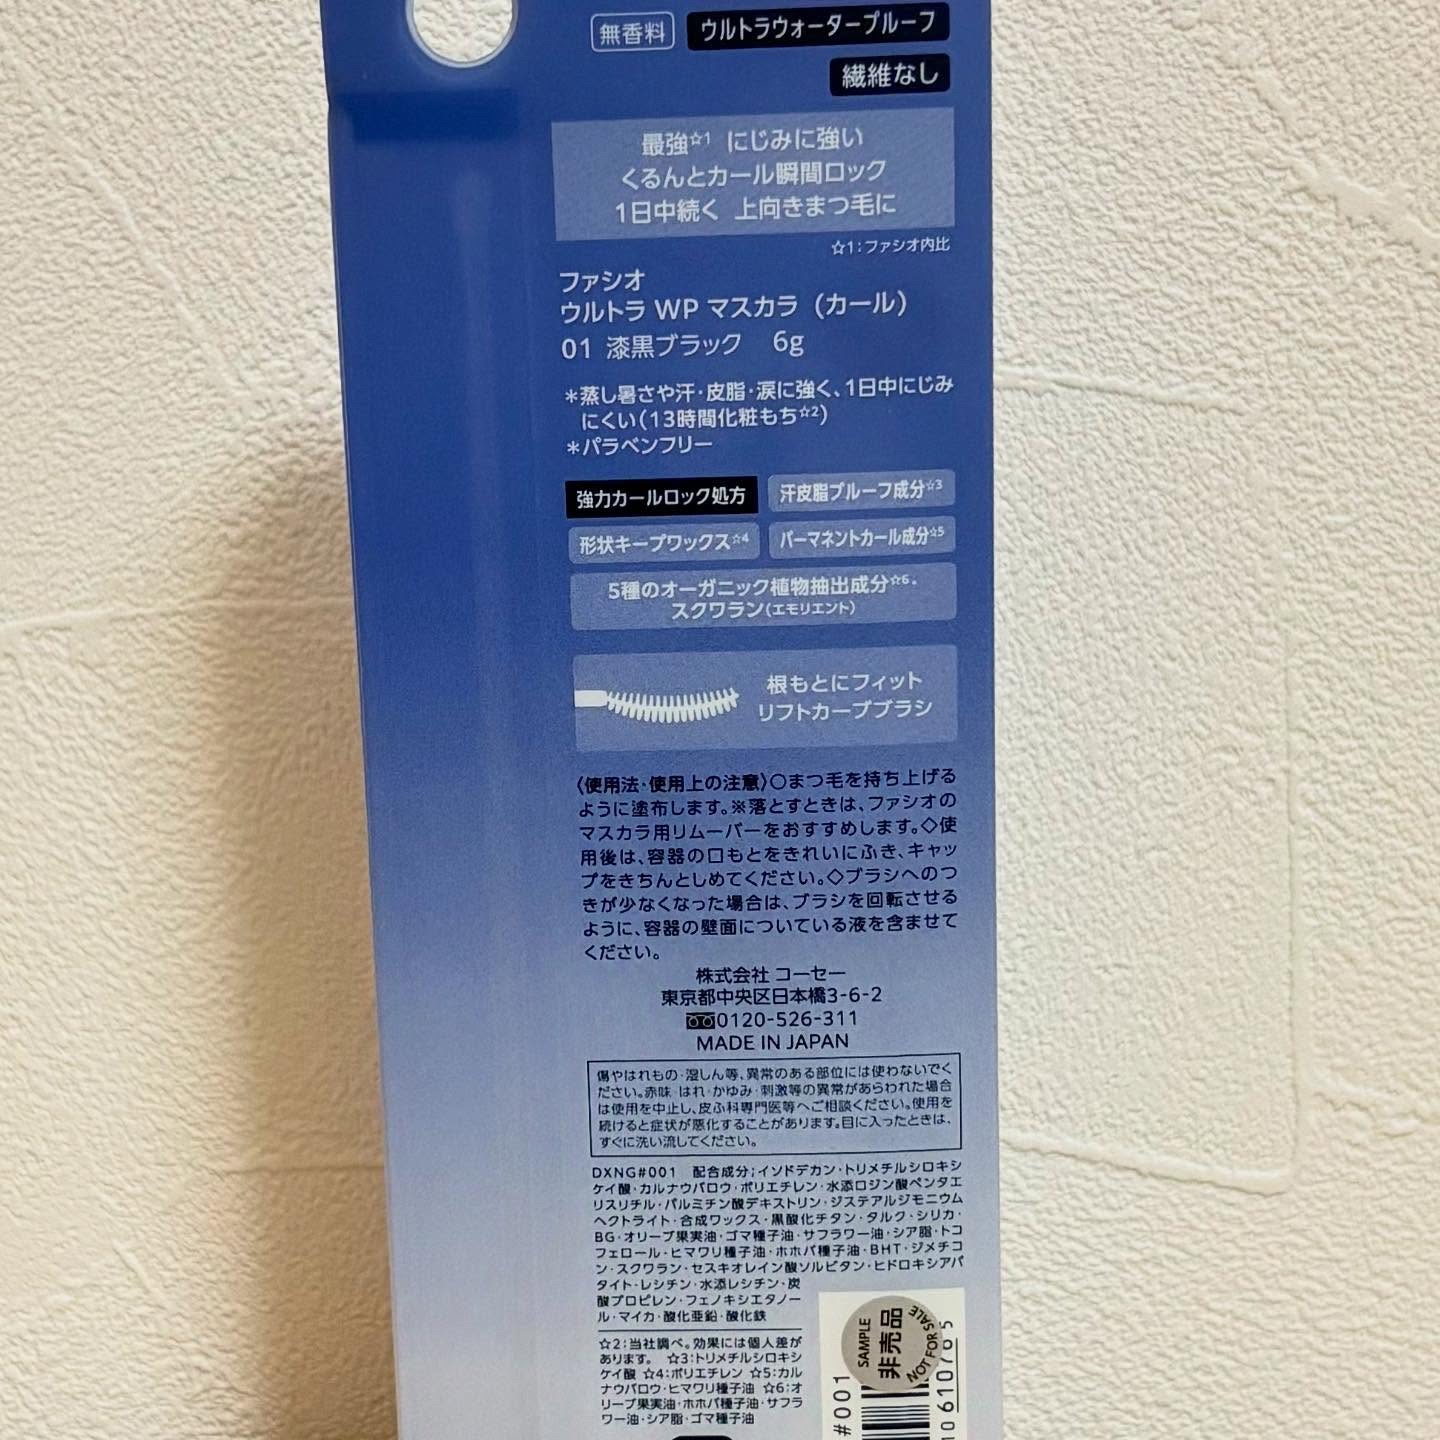 無香料 ウルトラウォータープルーフ
繊維なし
最強☆1 にじみに強い
くるんとカール瞬間ロック
1日中続く 上向きまつ毛に
☆1:ファシオ内比
ファシオ
ウルトラ WP マスカラ (カール)
01 漆黒ブラック 6g
*蒸し暑さや汗・皮脂・涙に強く、1日中にじみ
にくい(13時間化粧もち☆2)
*パラベンフリー
強力カールロック処方 汗皮脂プルーフ成分☆3
形状キープワックス☆4 パーマネントカール成分☆5
5種のオーガニック植物抽出成分☆6・
スクワラン(エモリエント)
根もとにフィット
リフトカーブブラシ
〈使用法・使用上の注意〉○まつ毛を持ち上げる
ように塗布します。※落とすときは、ファシオの
マスカラ用リムーバーをおすすめします。◇使
用後は、容器の口もとをきれいにふき、キャッ
プをきちんとしめてください。◇ブラシへのつ
きが少なくなった場合は、ブラシを回転させる
ように、容器の壁面についている液を含ませて
ください。
株式会社 コーセー
東京都中央区日本橋3-6-2
0120-526-311
MADE IN JAPAN
傷やはれもの・湿しん等、異常のある部位には使わないでく
ださい。赤味・はれ・かゆみ・刺激等の異常があらわれた場合
は使用を中止し、皮ふ科専門医等へご相談ください。使用を
続けると症状が悪化することがあります。目に入ったときは、
すぐに洗い流してください。
DXNG#001 配合成分;イソドデカン・トリメチルシロキシ
ケイ酸・カルナウバロウ・ポリエチレン・水添ロジン酸ペンタエ
リスリチル・パルミチン酸デキストリン・ジステアルジモニウム
ヘクトライト・合成ワックス・黒酸化チタン・タルク・シリカ・
BG・オリーブ果実油・ゴマ種子油・サフラワー油・シア脂・トコ
フェロール・ヒマワリ種子油・ホホバ種子油・BHT・ジメチコ
ン・スクワラン・セスキオレイン酸ソルビタン・ヒドロキシアパ
タイト・レシチン・水添レシチン・炭
酸プロピレン・フェノキシエタノー
ル・マイカ・酸化亜鉛・酸化鉄
☆2:当社調べ。効果には個人差が
あります。 ☆3:トリメチルシロキシ
ケイ酸 ☆4:ポリエチレン ☆5:カル
ナウバロウ・ヒマワリ種子油 ☆6:オ
リーブ果実油・ホホバ種子油・サフラ
ワー油・シア脂・ゴマ種子油
SAMPLE
非売品
NOT FOR SALE
#001